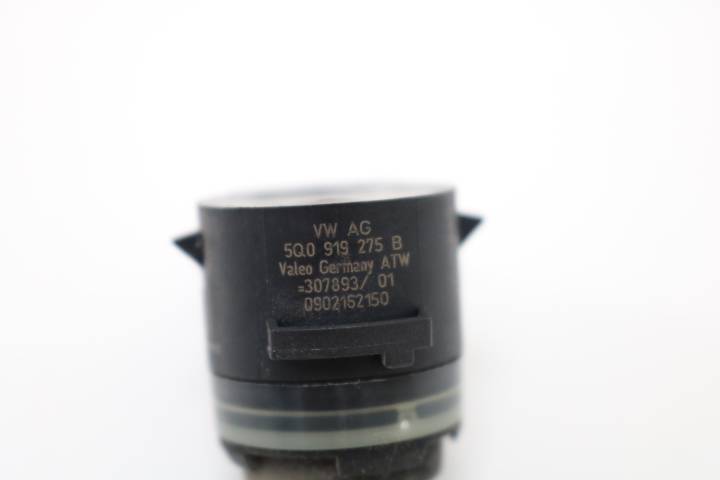 VW AG
5Q0 919 275 B
Valeo Germany ATW
=307893/ 01
0902152150